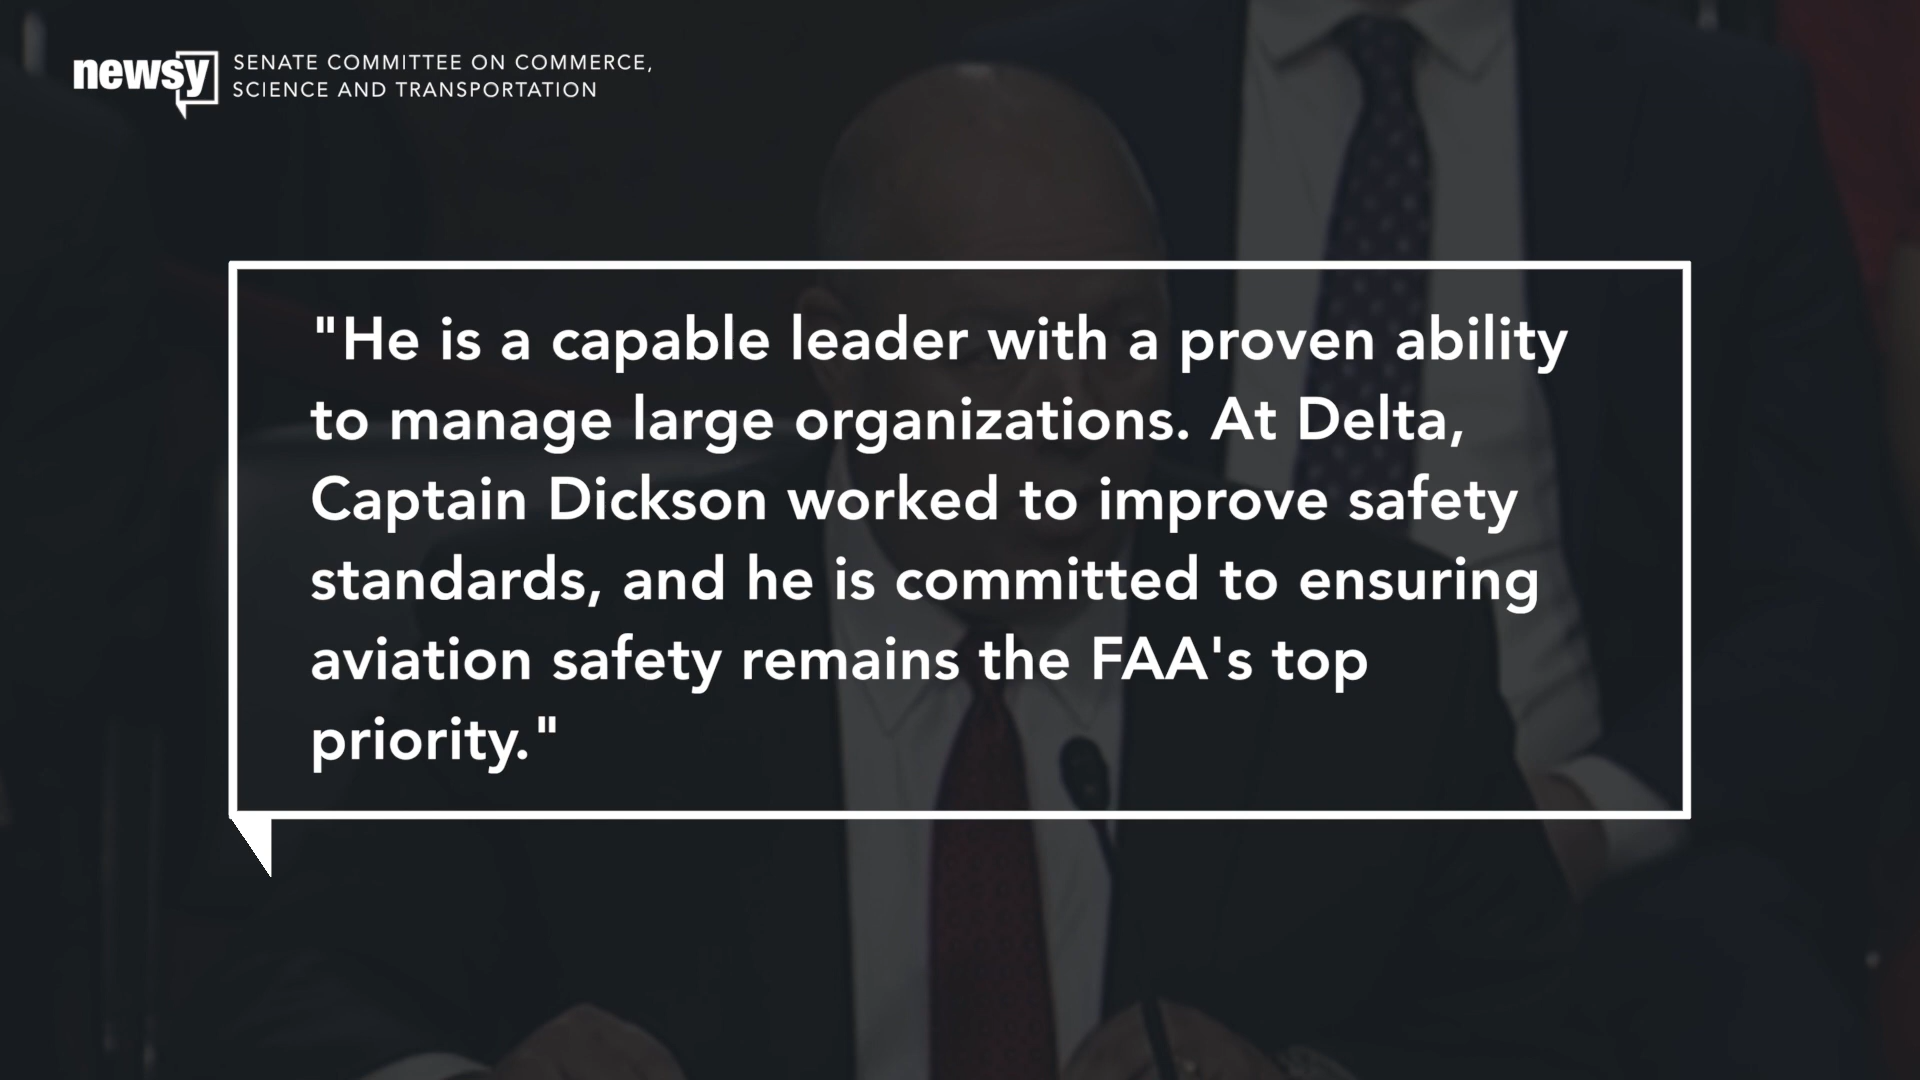 newsy
SENATE COMMITTEE ON COMMERCE,
SCIENCE AND TRANSPORTATION
"He is a capable leader with a proven ability
to manage large organizations. At Delta,
Captain Dickson worked to improve safety
standards, and he is committed to ensuring
aviation safety remains the FAA's top
priority."